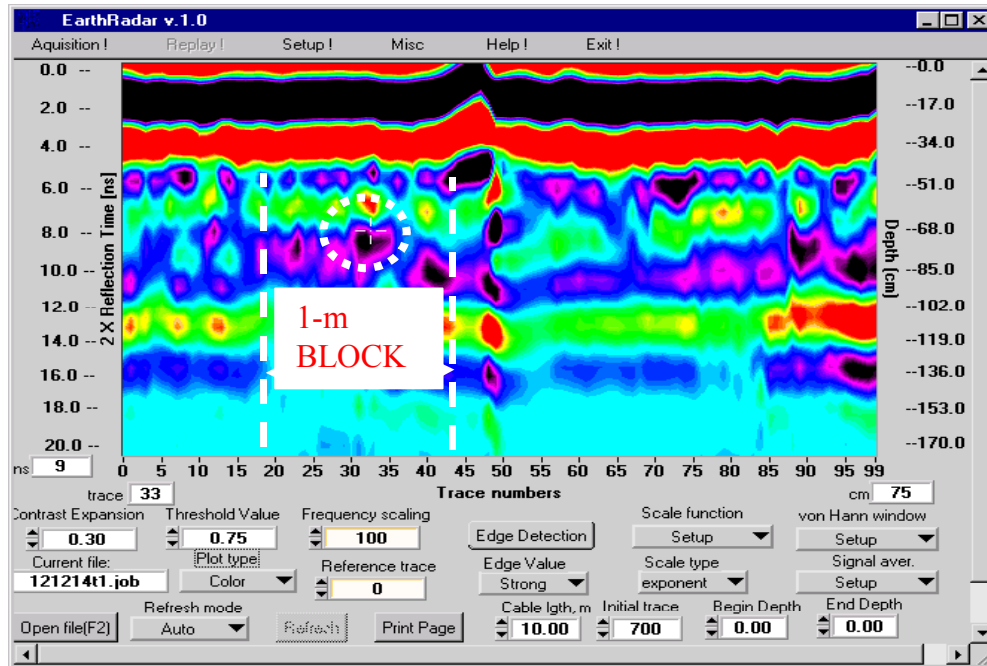 EarthRadar v.1.0
Aquisition ! Replay ! Setup ! Misc Help ! Exit !
0.0 -- --0.0
2.0 -- --17.0
4.0 -- --34.0
6.0 -- --51.0
8.0 -- --68.0
10.0 -- --85.0
12.0 -- --102.0
14.0 -- --119.0
16.0 -- --136.0
18.0 -- --153.0
20.0 -- --170.0
2 X Reflection Time [ns]
Depth [cm]
1-m
BLOCK
ns 9 0 5 10 15 20 25 30 35 40 45 50 55 60 65 70 75 80 85 90 95 99
trace 33 Trace numbers cm 75
Contrast Expansion Threshold Value Frequency scaling Scale function von Hann window
0.30 0.75 100 Edge Detection Setup Setup
Current file: Plot type Reference trace Edge Value Scale type Signal aver.
121214t1.job Color 0 Strong exponent Setup
Refresh mode Cable lgth, m Initial trace Begin Depth End Depth
Open file(F2) Auto Refresh Print Page 10.00 700 0.00 0.00